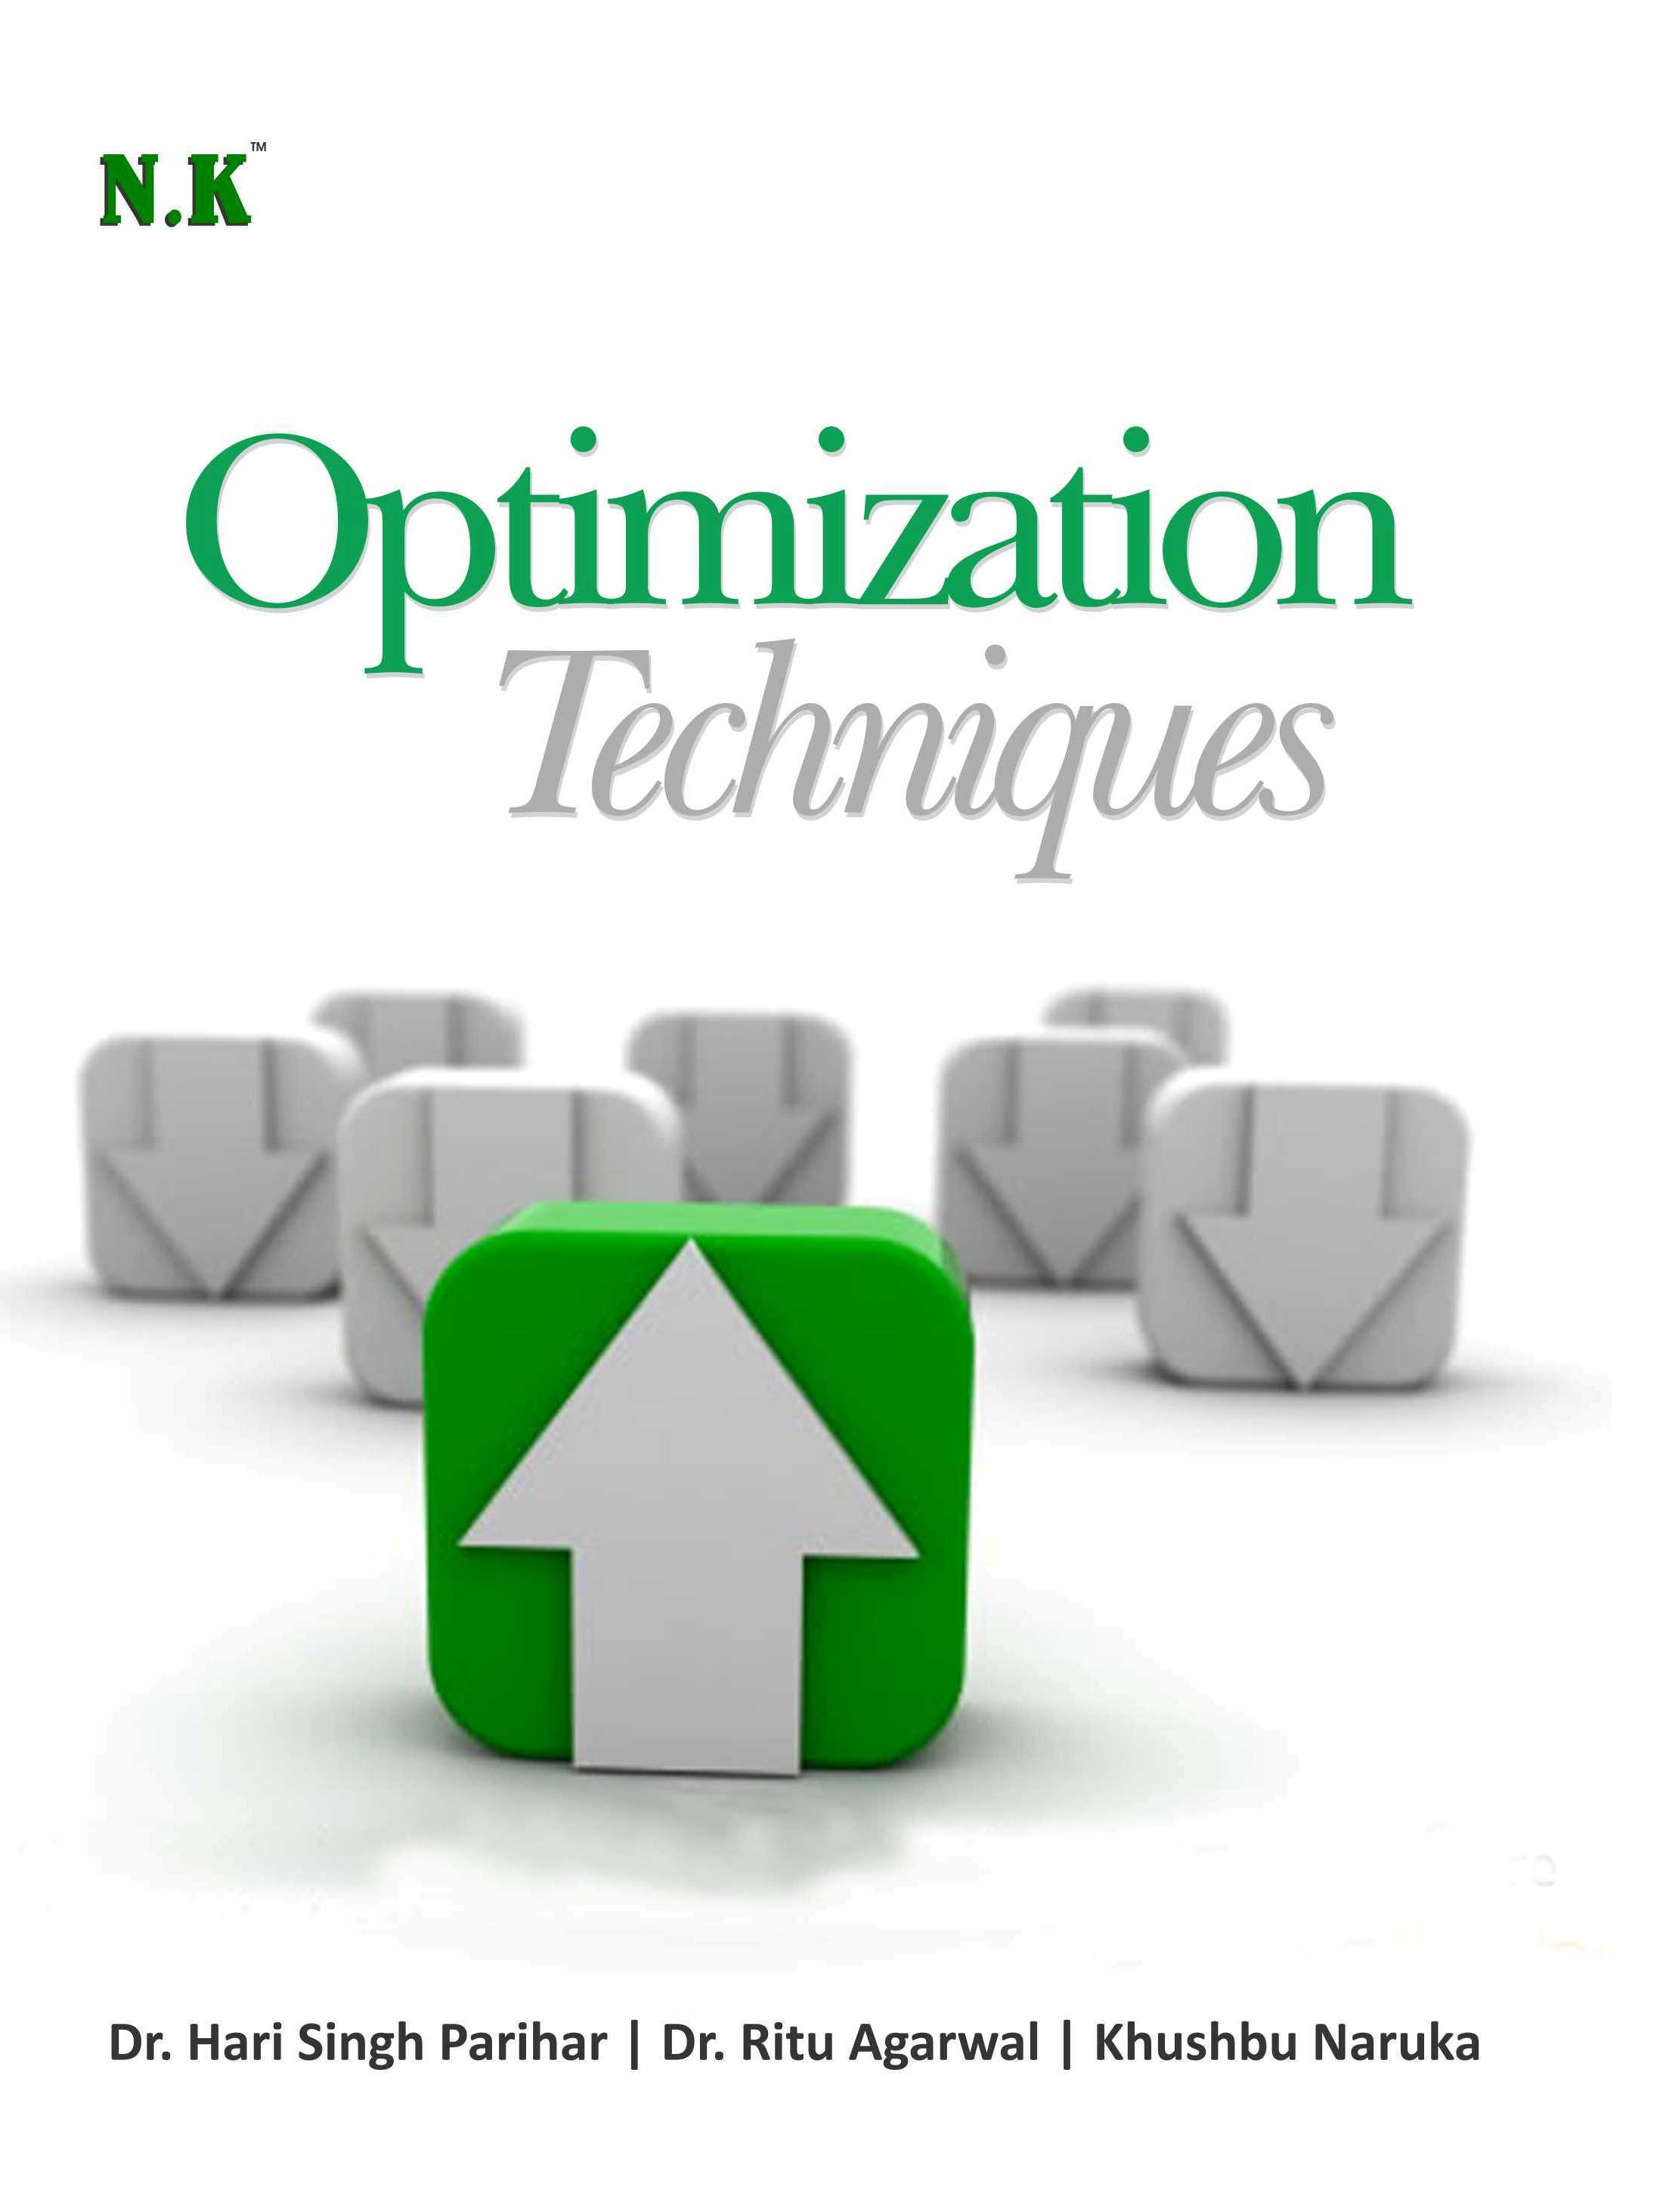 N.K™
Optimization
Techniques
Dr. Hari Singh Parihar | Dr. Ritu Agarwal | Khushbu Naruka